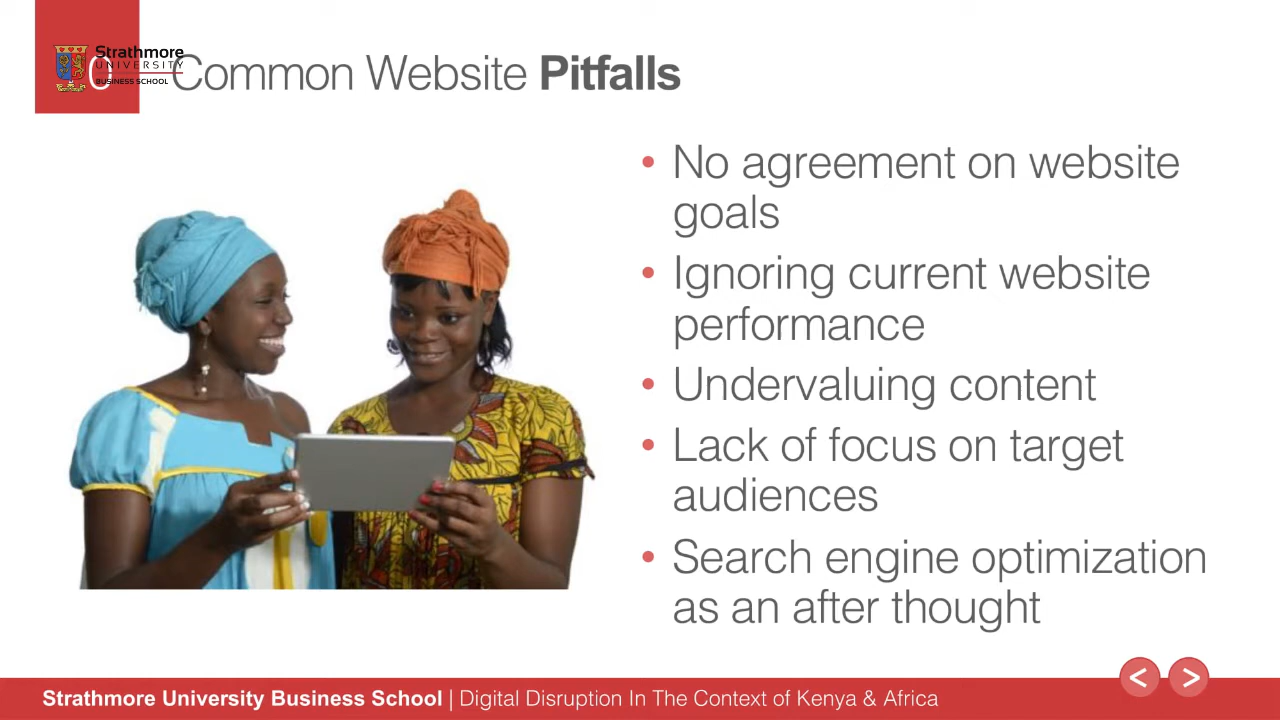 Strathmore
UNIVERSITY
BUSINESS SCHOOL
Common Website Pitfalls
• No agreement on website
goals
• Ignoring current website
performance
• Undervaluing content
• Lack of focus on target
audiences
• Search engine optimization
as an after thought
Strathmore University Business School | Digital Disruption In The Context of Kenya & Africa